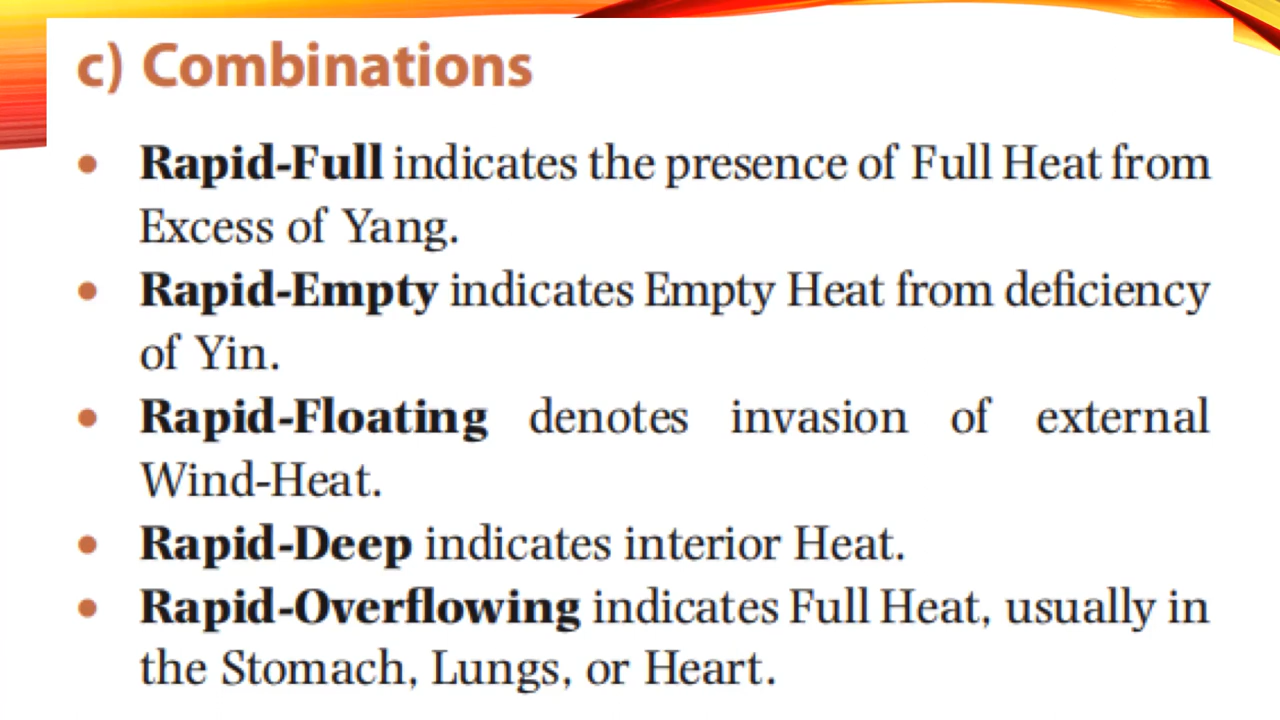 c) Combinations
• Rapid-Full indicates the presence of Full Heat from
Excess of Yang.
• Rapid-Empty indicates Empty Heat from deficiency
of Yin.
• Rapid-Floating denotes invasion of external
Wind-Heat.
• Rapid-Deep indicates interior Heat.
• Rapid-Overflowing indicates Full Heat, usually in
the Stomach, Lungs, or Heart.